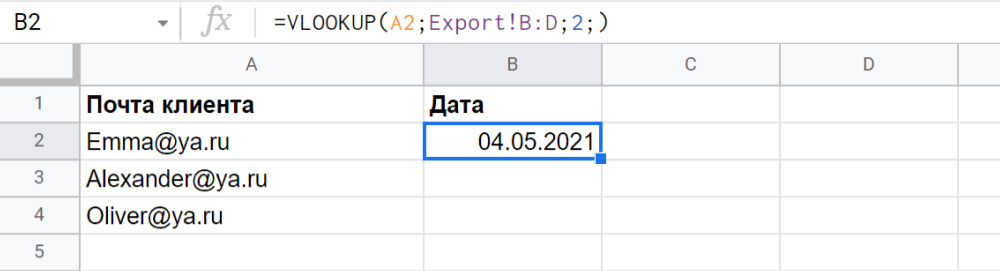 B2 fx =VLOOKUP(A2;Export!B:D;2;)
A B C D
1 Почта клиента Дата
2 Emma@ya.ru 04.05.2021
3 Alexander@ya.ru
4 Oliver@ya.ru
5